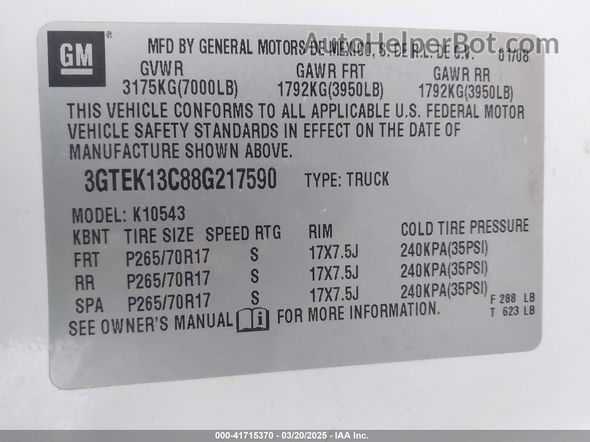 AuctionHelperBot.com
GM
MFD BY GENERAL MOTORS DE MEXICO, S. DE R.L. DE C.V. 01/08
GVWR GAWR FRT GAWR RR
3175KG(7000LB) 1792KG(3950LB) 1792KG(3950LB)
THIS VEHICLE CONFORMS TO ALL APPLICABLE U.S. FEDERAL MOTOR
VEHICLE SAFETY STANDARDS IN EFFECT ON THE DATE OF
MANUFACTURE SHOWN ABOVE.
3GTEK13C88G217590 TYPE: TRUCK
MODEL: K10543
KBNT TIRE SIZE SPEED RTG RIM COLD TIRE PRESSURE
FRT P265/70R17 S 17X7.5J 240KPA(35PSI)
RR P265/70R17 S 17X7.5J 240KPA(35PSI)
SPA P265/70R17 S 17X7.5J 240KPA(35PSI)
SEE OWNER'S MANUAL FOR MORE INFORMATION.
F 288 LB
T 623 LB
000-41715370 — 03/20/2025 — IAA Inc.